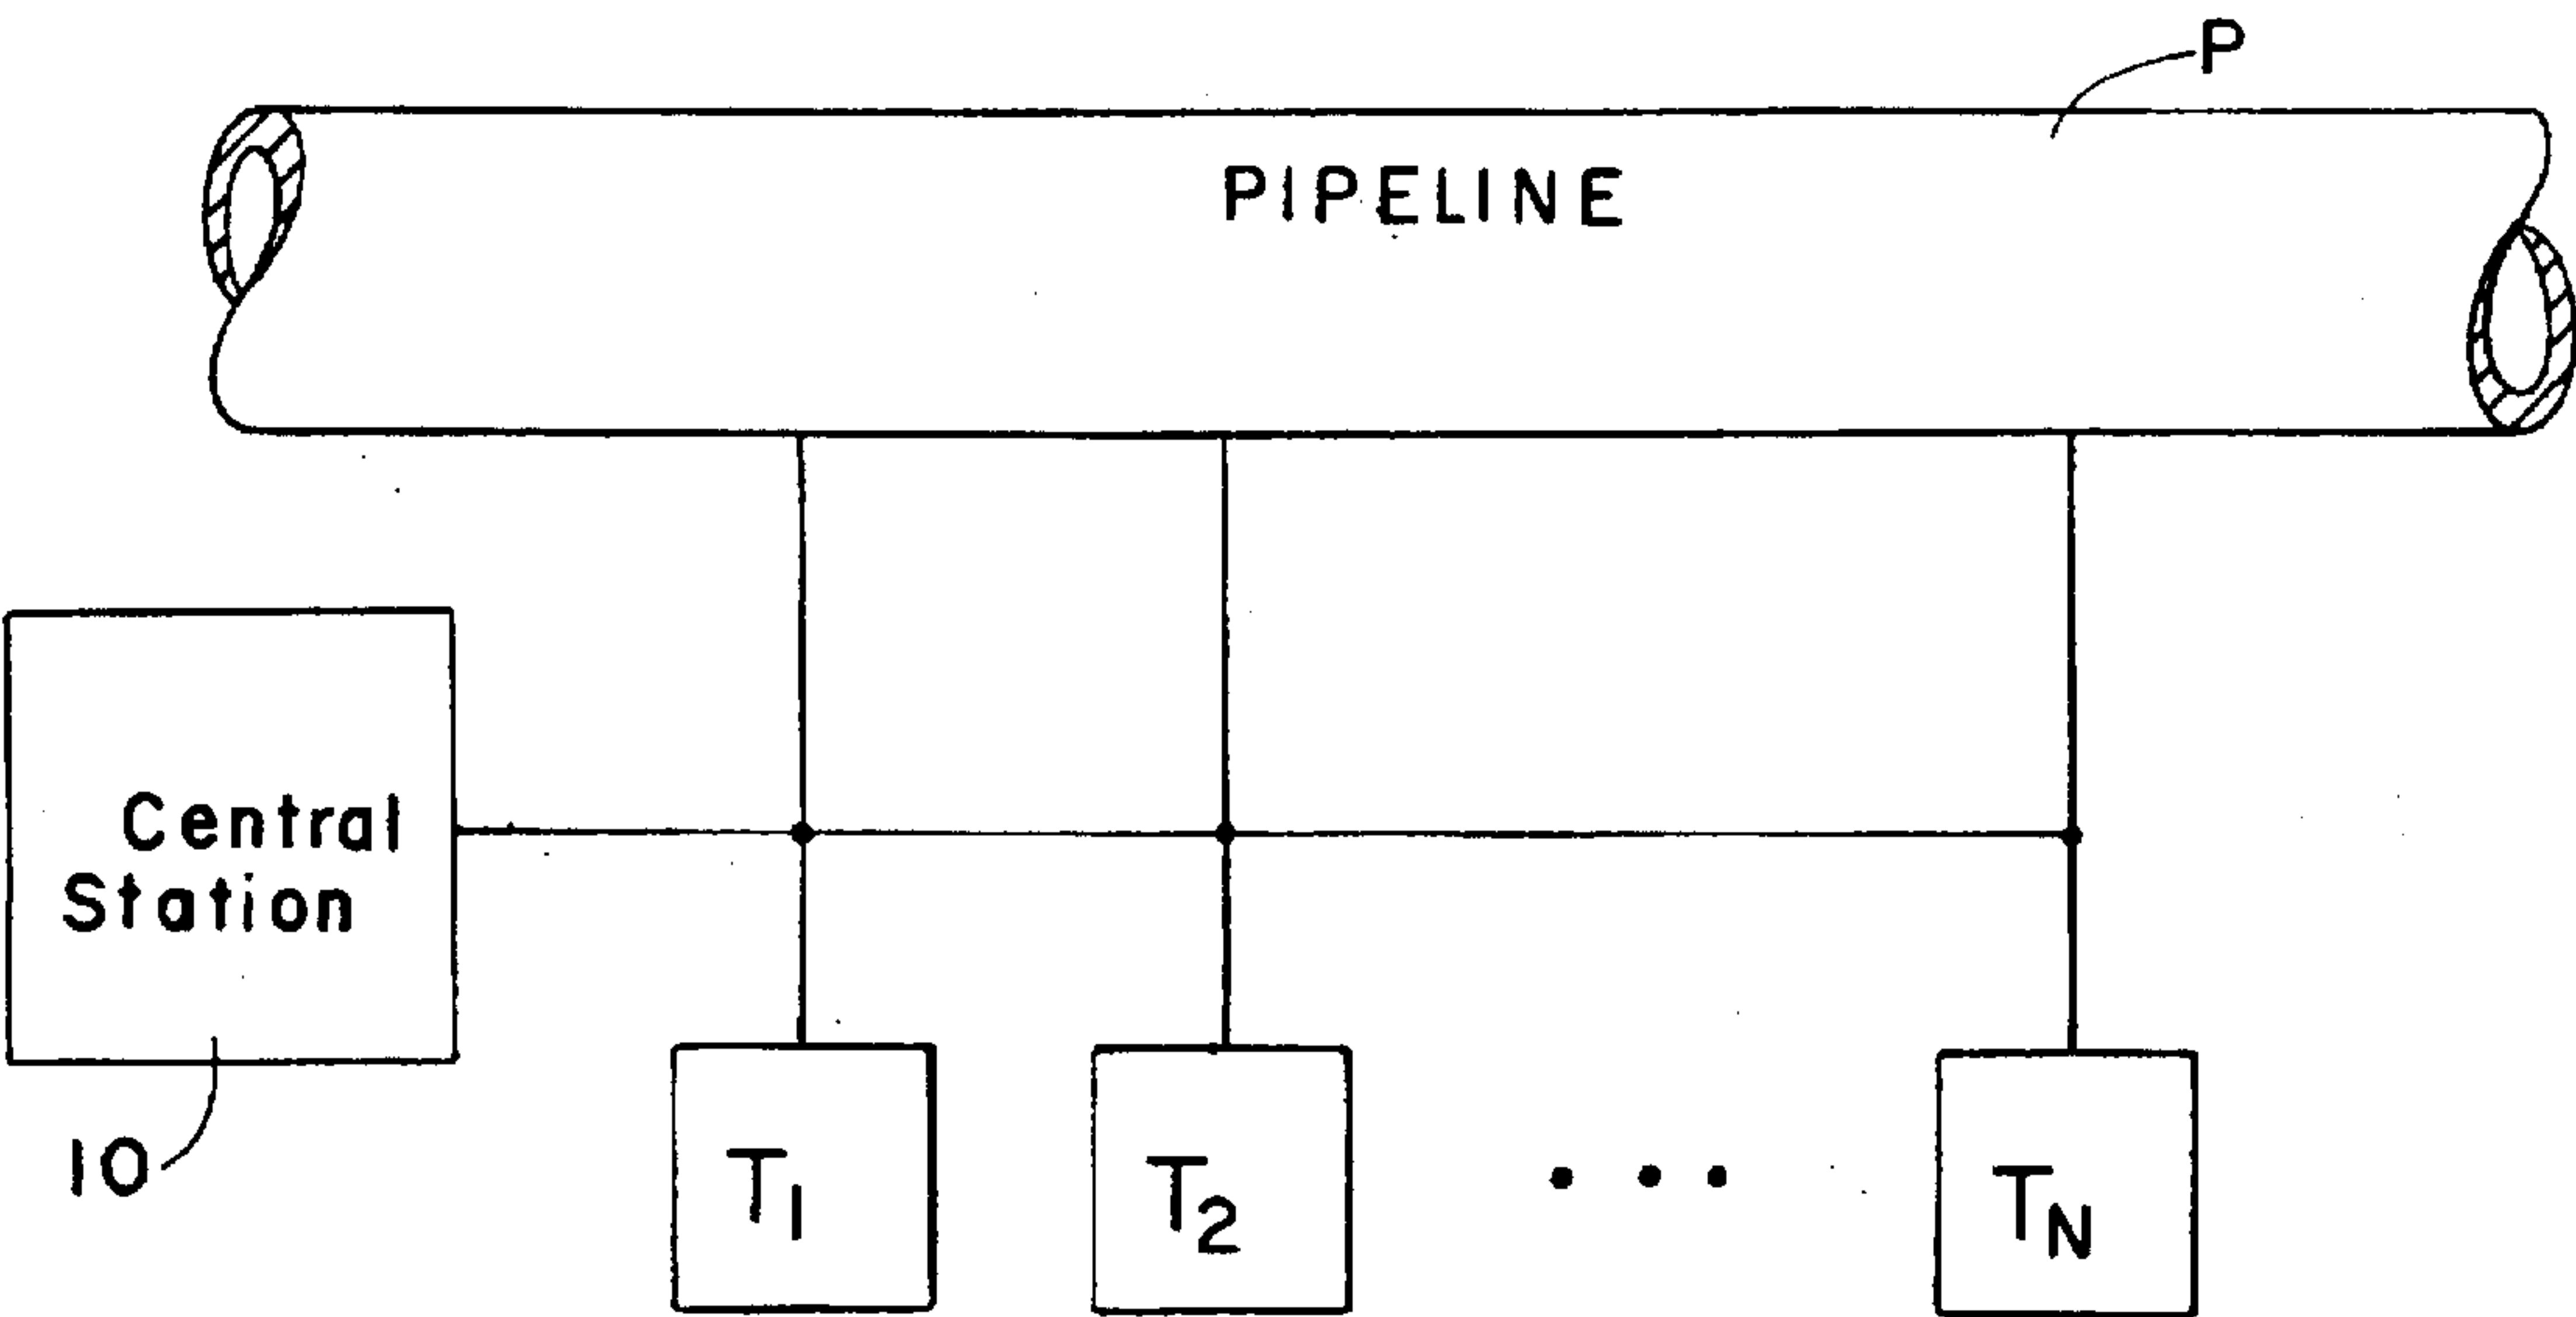 P
PIPELINE
Central
Station
10
T1
T2
...
TN